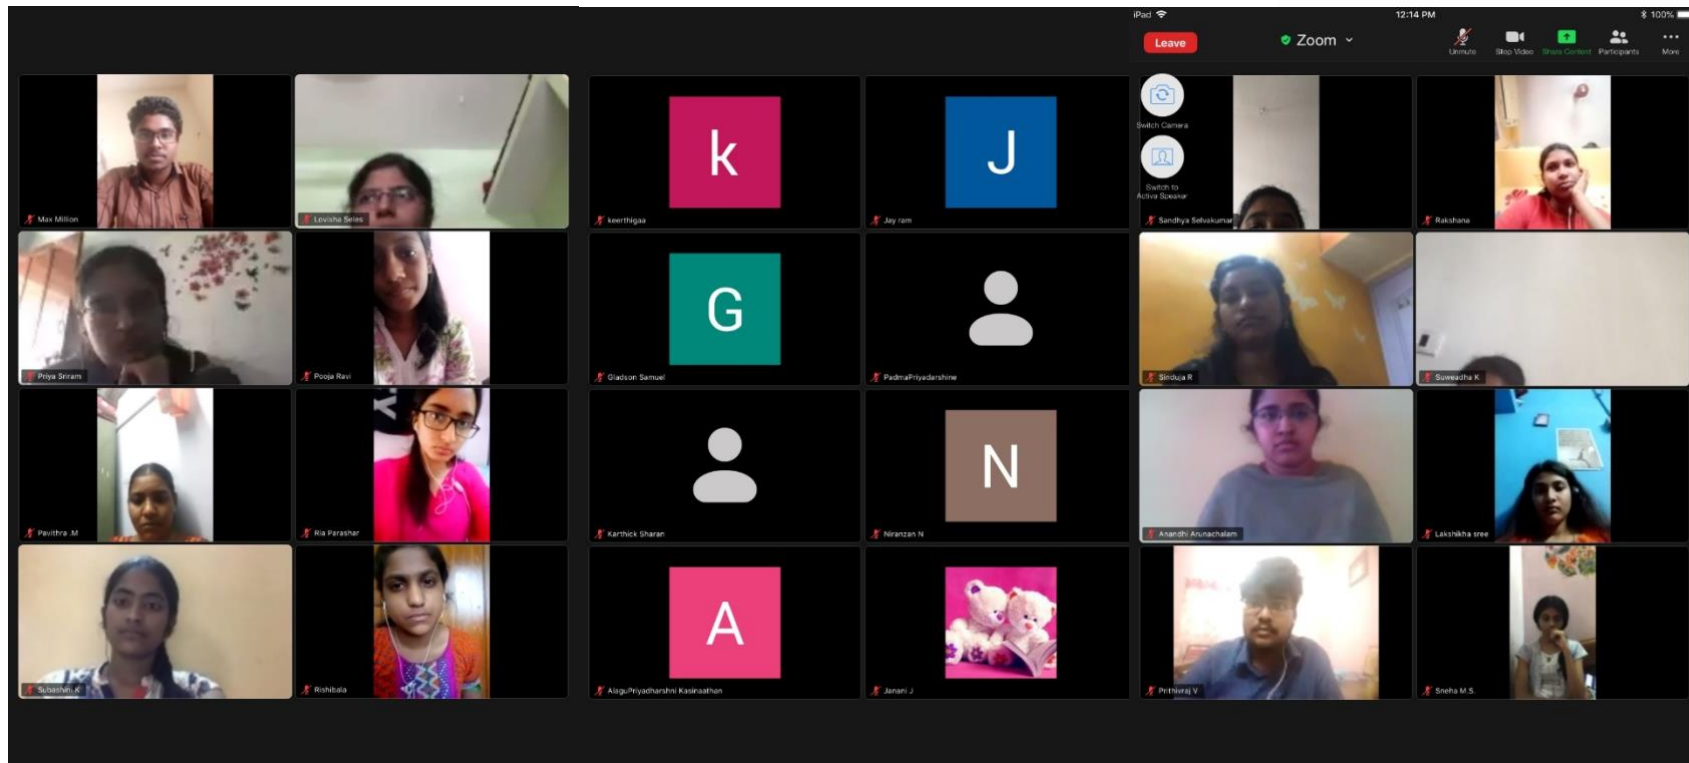 iPad
12:14 PM
100%
Leave
Zoom
Unmute
Stop Video
Share Content
Participants
More
Switch Camera
Switch to
Active Speaker
Max Million
Lovisha Seles
k
keerthigaa
J
Jay ram
Sandhya Selvakumar
Rakshana
Priya Sriram
Pooja Ravi
G
Gladson Samuel
PadmaPriyadarshine
Sinduja R
Suweadha K
Pavithra .M
Ria Parashar
Karthick Sharan
N
Niranzan N
Anandhi Arunachalam
Lakshikha sree
Subashini K
Rishibala
A
AlaguPriyadharshni Kasinaathan
Janani J
Prithivraj V
Sneha M.S.